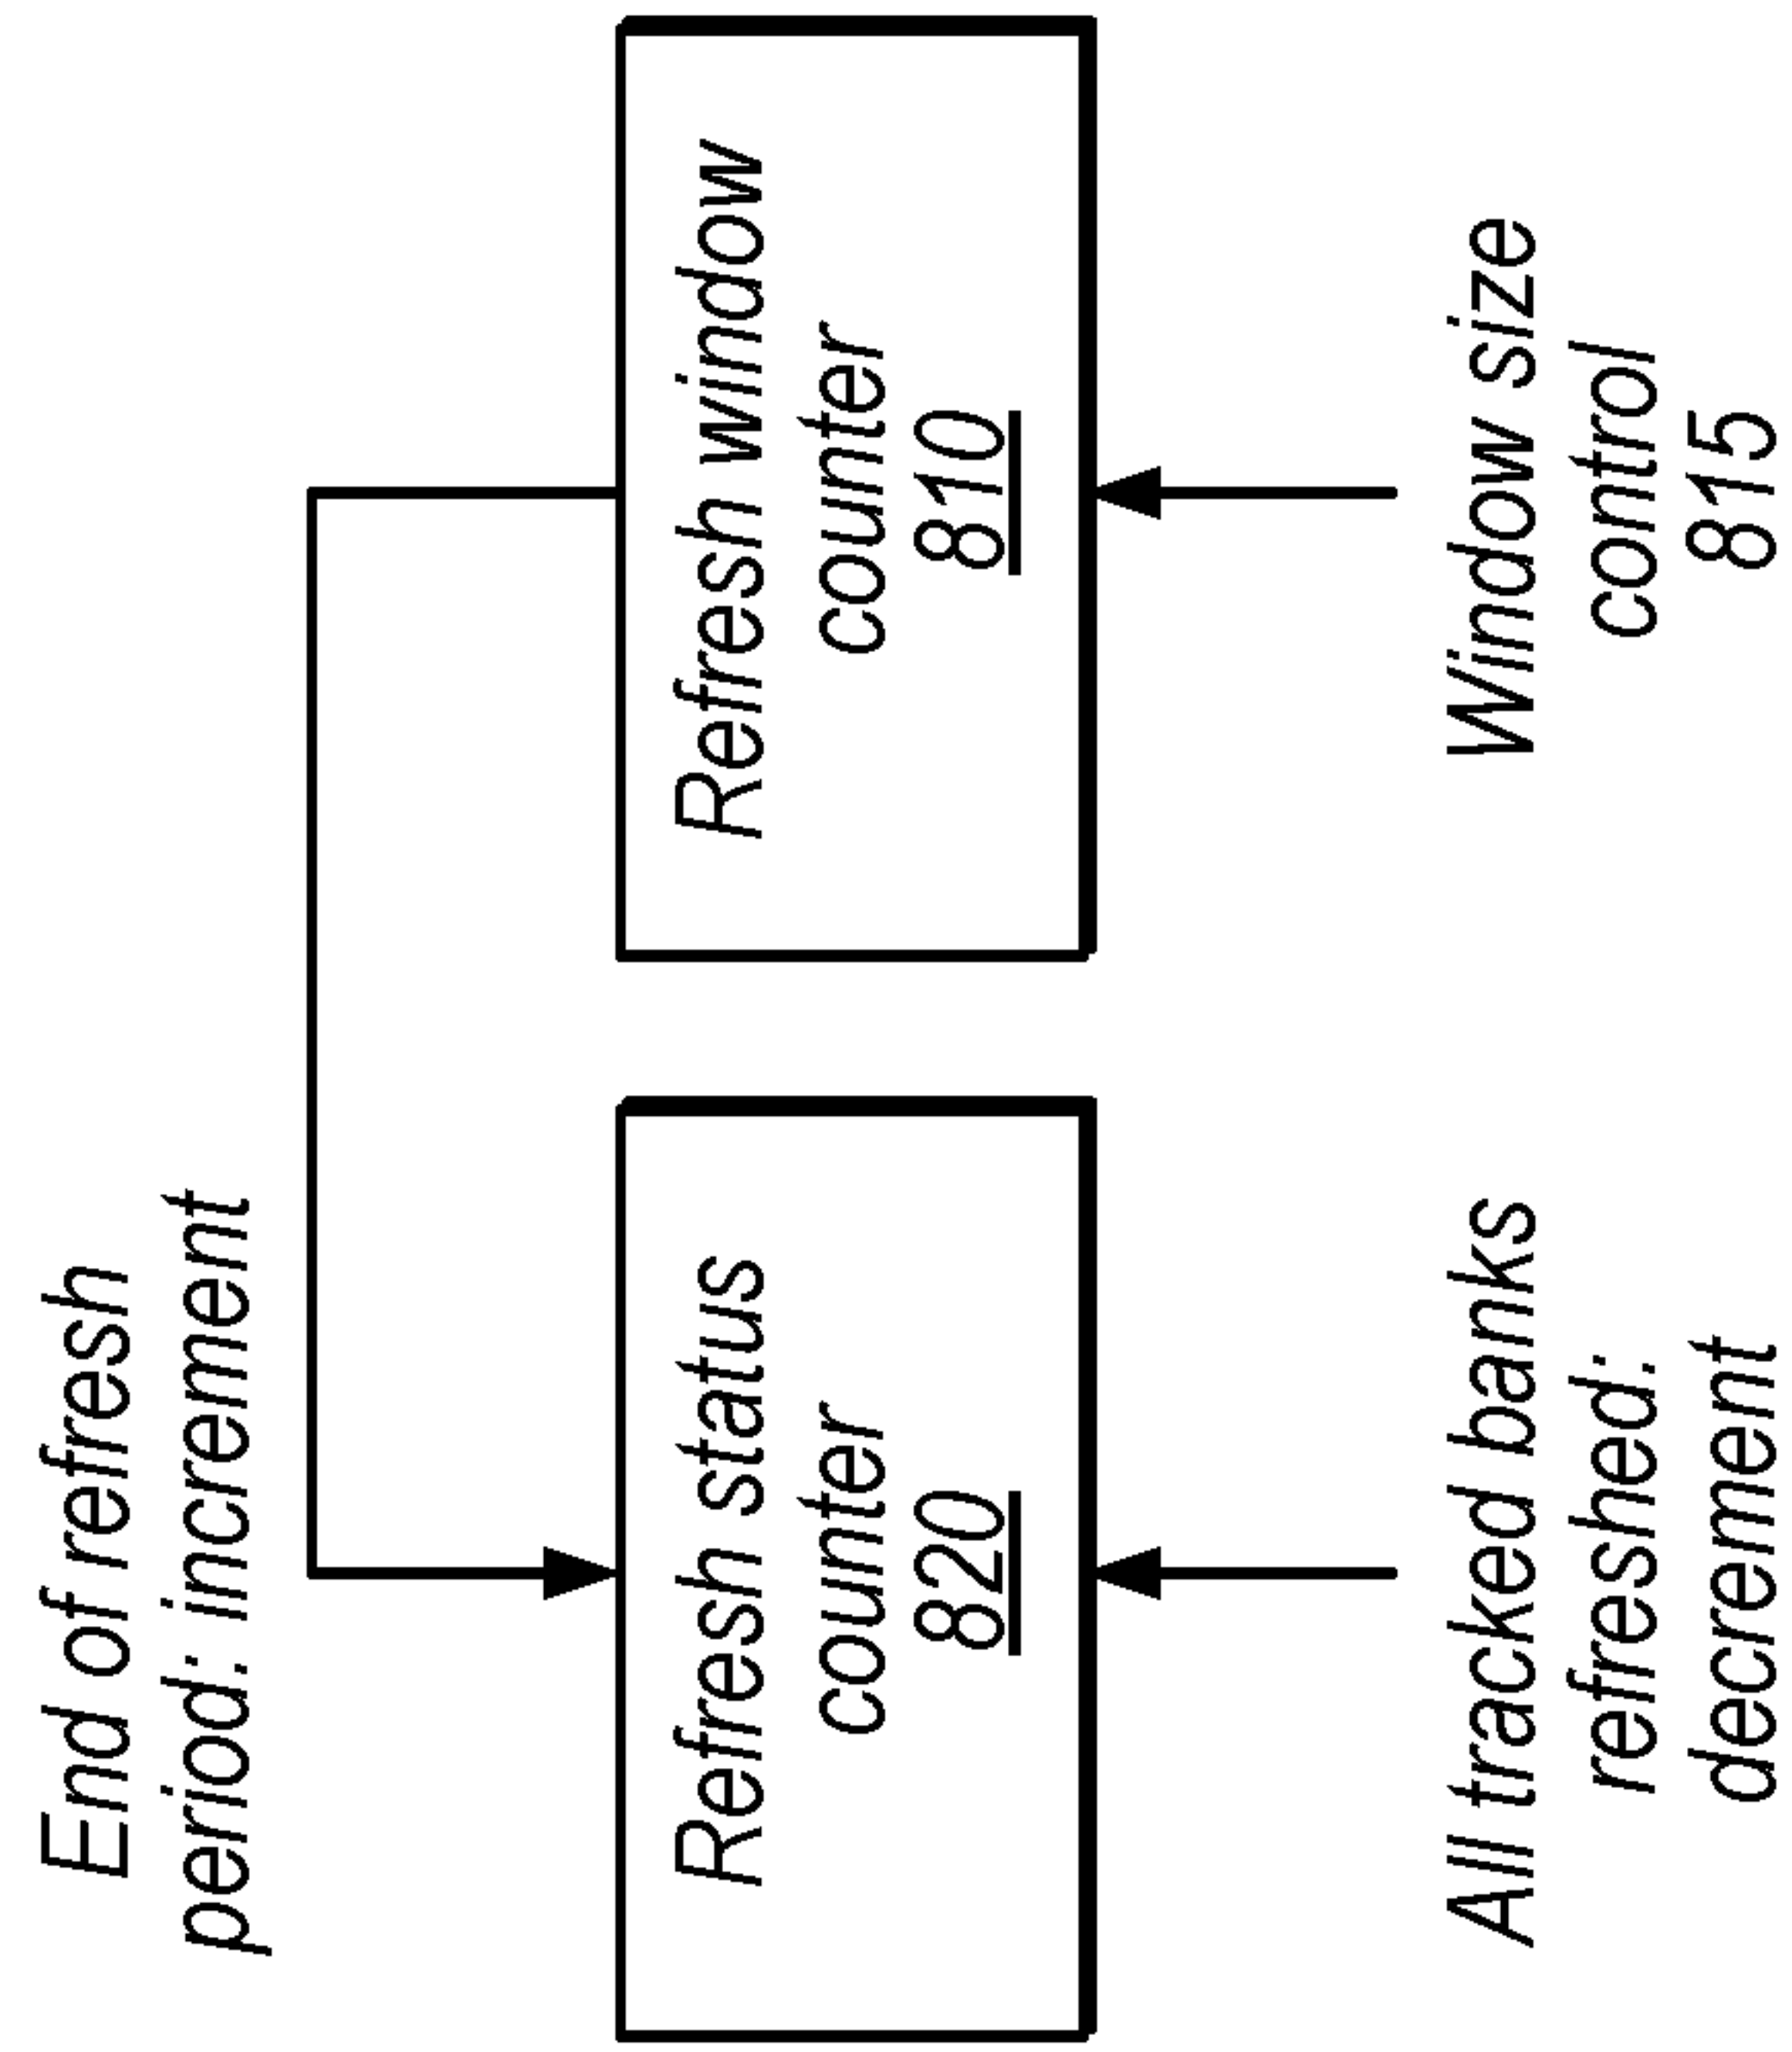 End of refresh
period: increment
Refresh status
counter
820
Refresh window
counter
810
All tracked banks
refreshed:
decrement
Window size
control
815